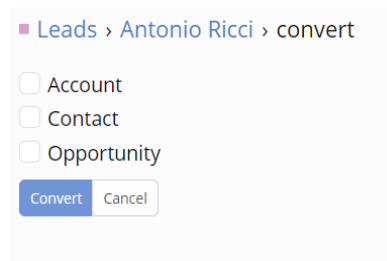 Leads › Antonio Ricci › convert
Account
Contact
Opportunity
Convert Cancel